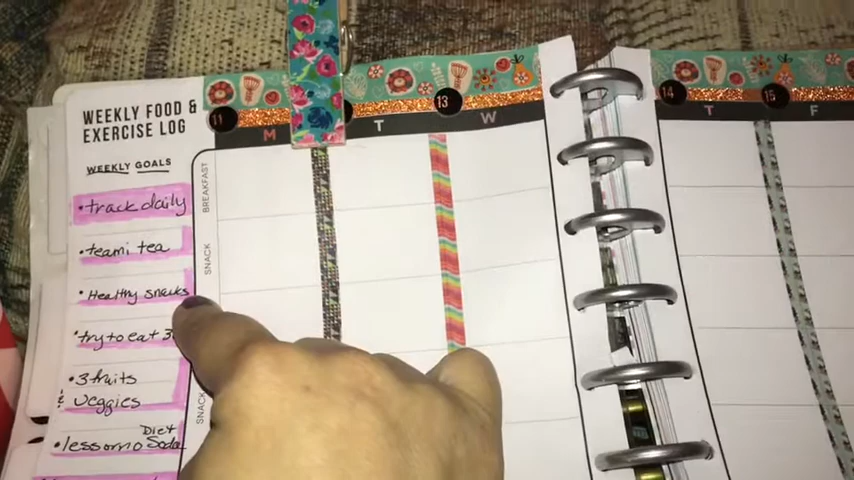 WEEKLY FOOD &
EXERCISE LOG
WEEKLY GOALS
• track daily
• teami tea
• Healthy snacks
• try to eat 3
• 3 fruits
& veggies
• less or no Diet
Soda
11 M
T
13 W
14 T
15 F
BREAKFAST
SNACK